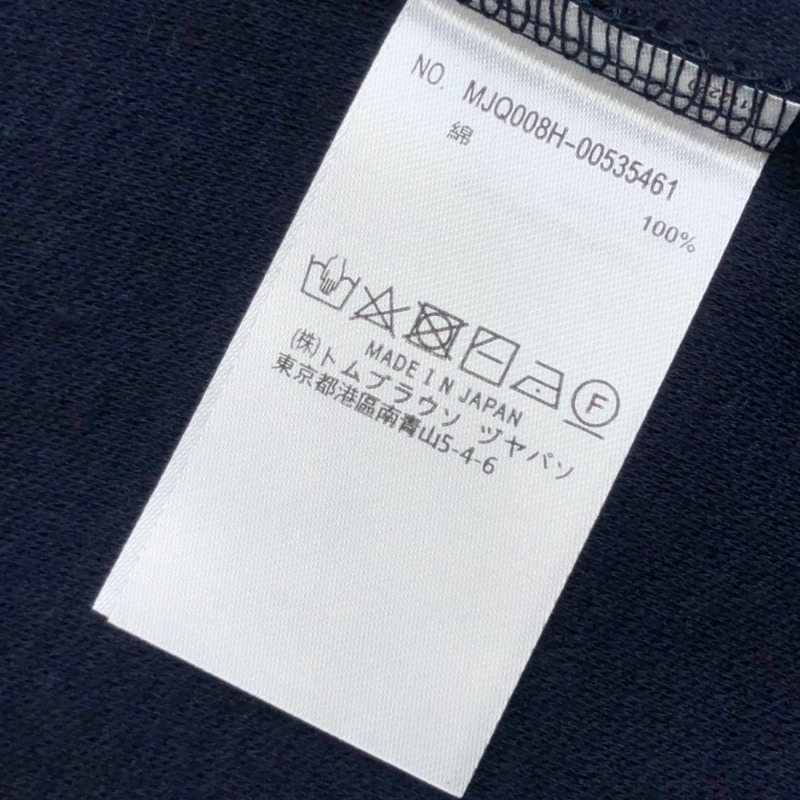 NO. MJQ008H-00535461
綿 100%
F
MADE IN JAPAN
(株)トムブラウソ ヅヤパソ
東京都港區南青山5-4-6